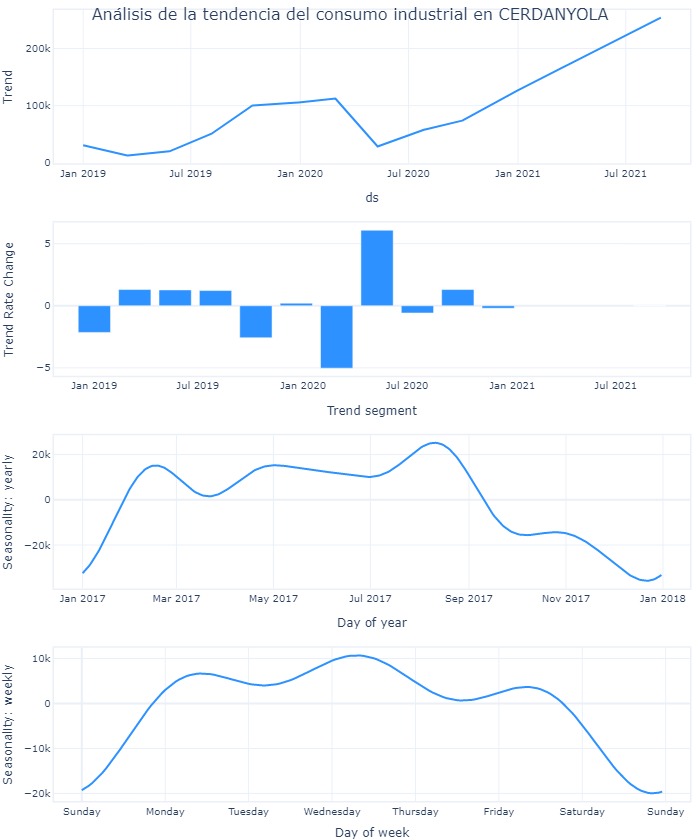 Análisis de la tendencia del consumo industrial en CERDANYOLA
Trend
200k
100k
0
Jan 2019 Jul 2019 Jan 2020 Jul 2020 Jan 2021 Jul 2021
ds
Trend Rate Change
5
0
−5
Jan 2019 Jul 2019 Jan 2020 Jul 2020 Jan 2021 Jul 2021
Trend segment
Seasonality: yearly
20k
0
−20k
Jan 2017 Mar 2017 May 2017 Jul 2017 Sep 2017 Nov 2017 Jan 2018
Day of year
Seasonality: weekly
10k
0
−10k
−20k
Sunday Monday Tuesday Wednesday Thursday Friday Saturday Sunday
Day of week